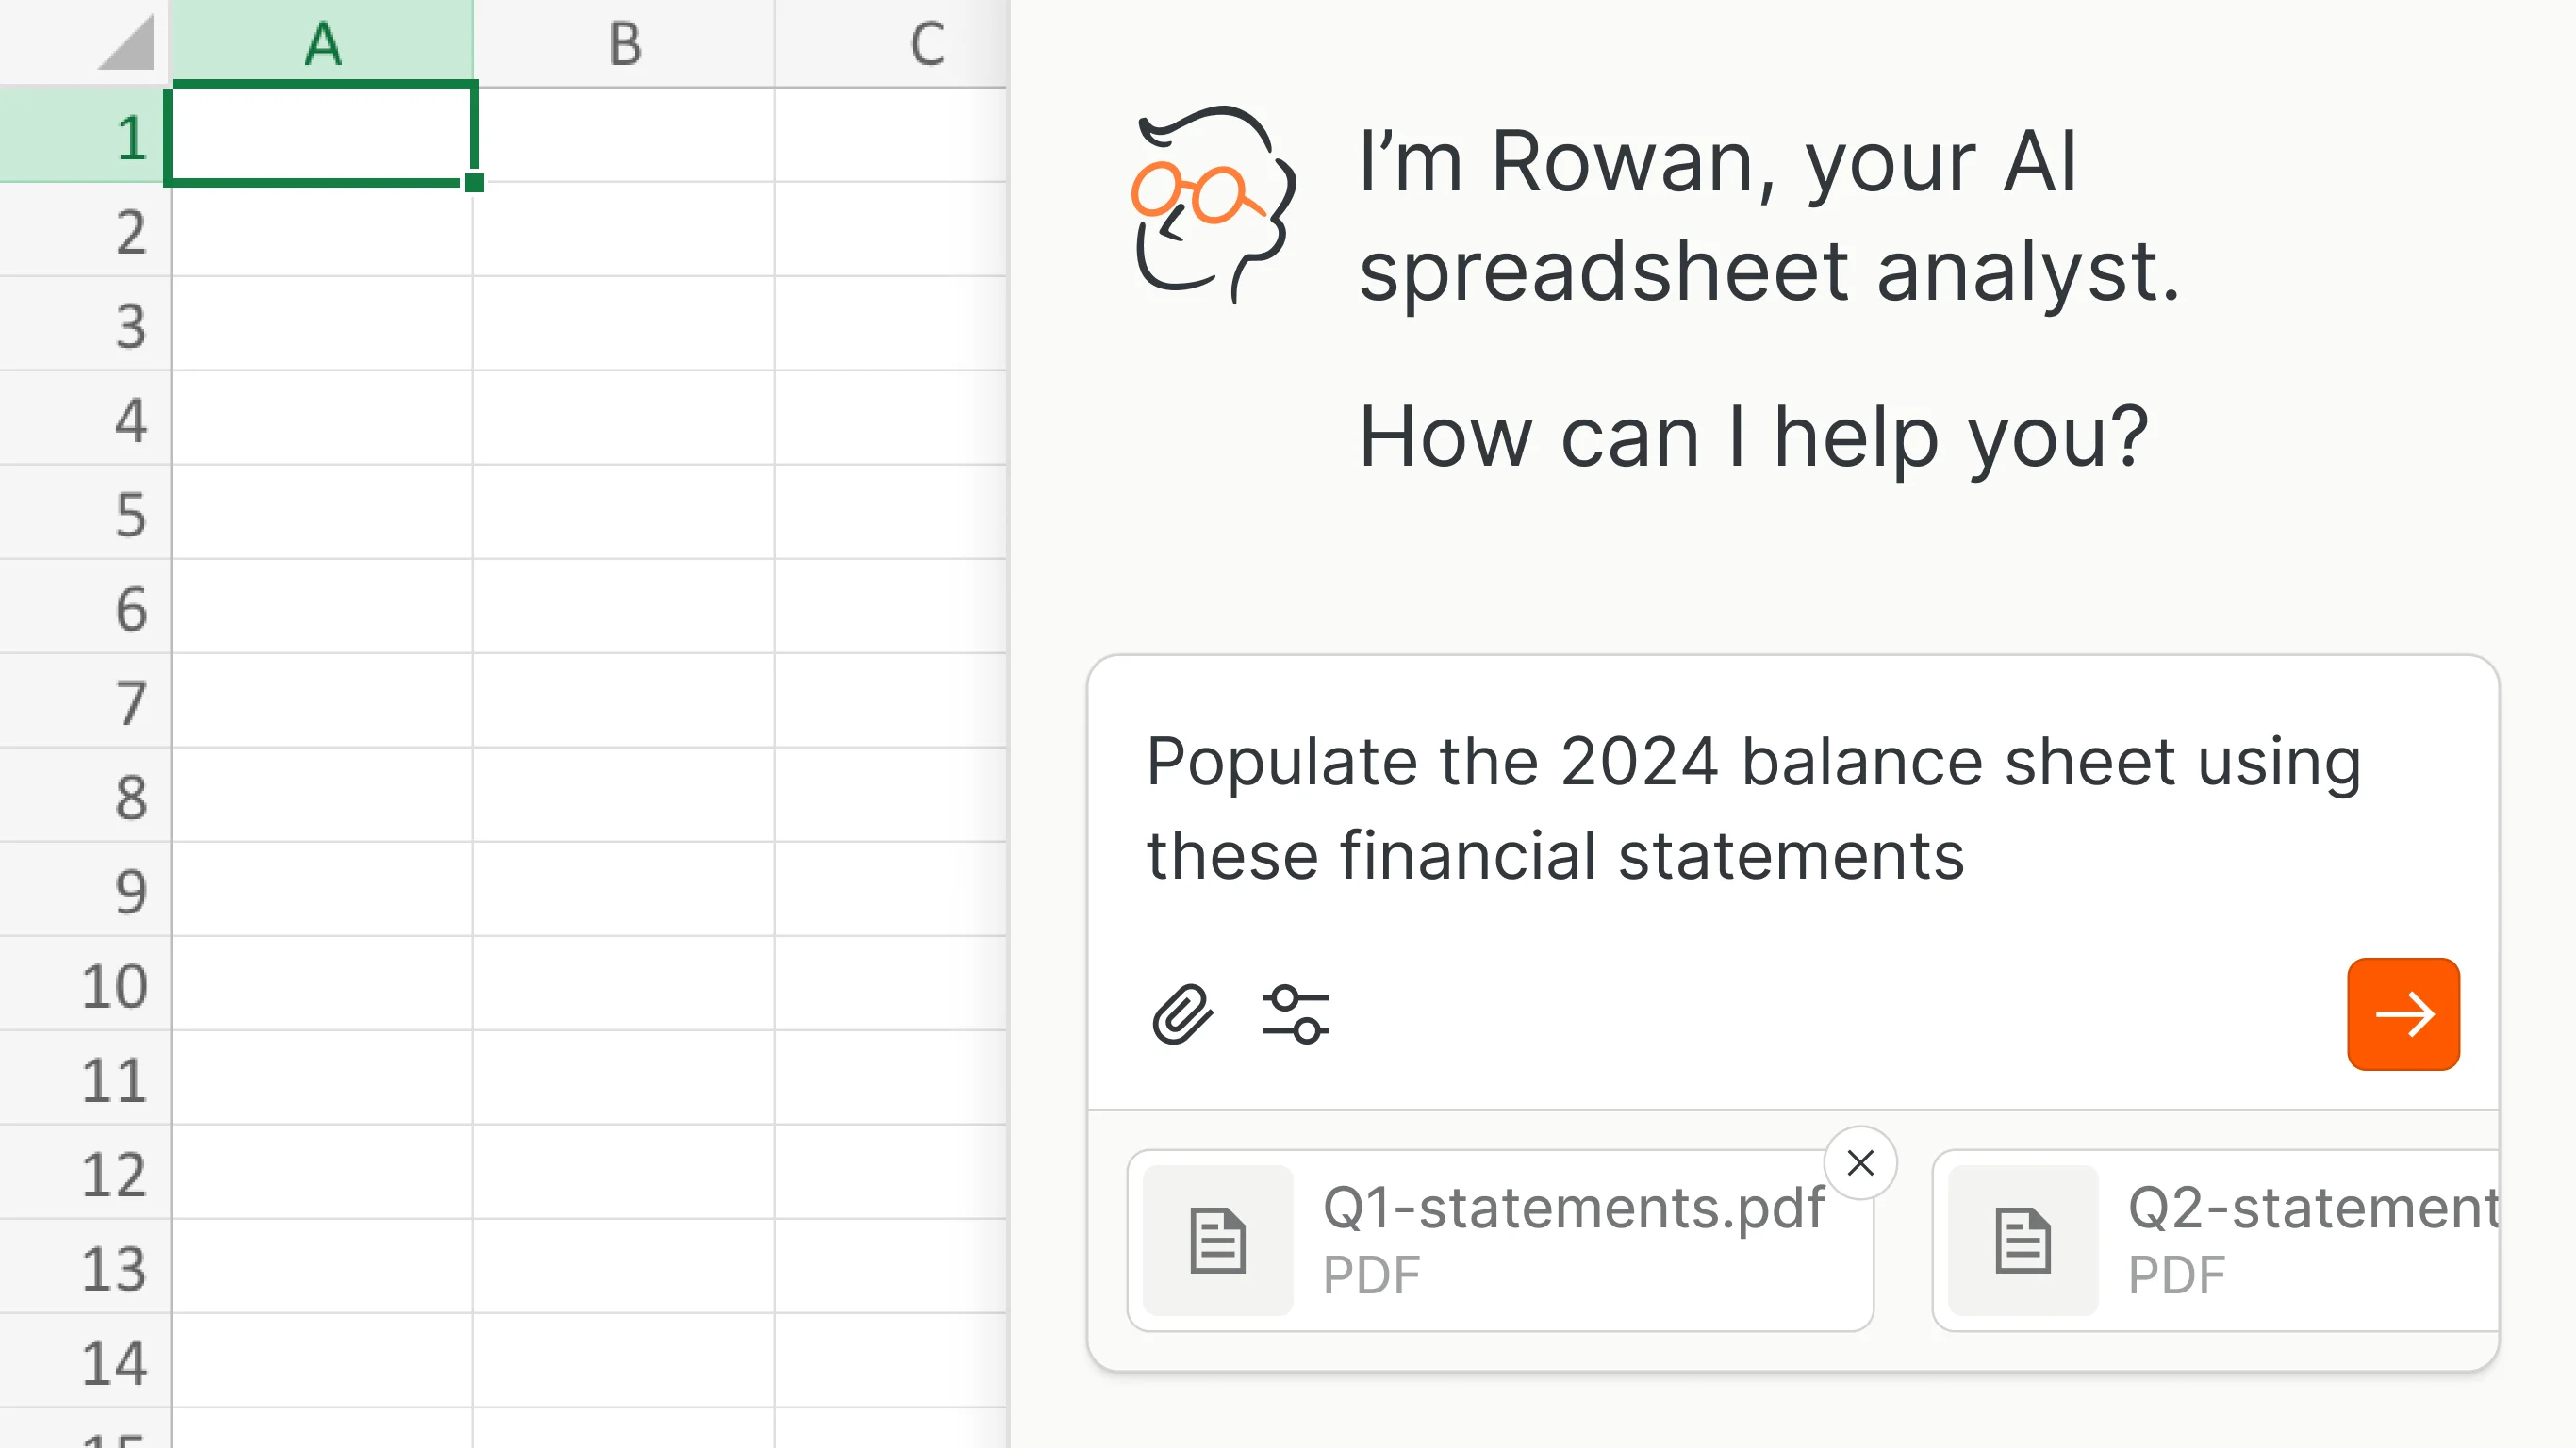 A B C
1
2
3
4
5
6
7
8
9
10
11
12
13
14
I’m Rowan, your AI
spreadsheet analyst.
How can I help you?
Populate the 2024 balance sheet using
these financial statements
Q1-statements.pdf
PDF
Q2-statement
PDF